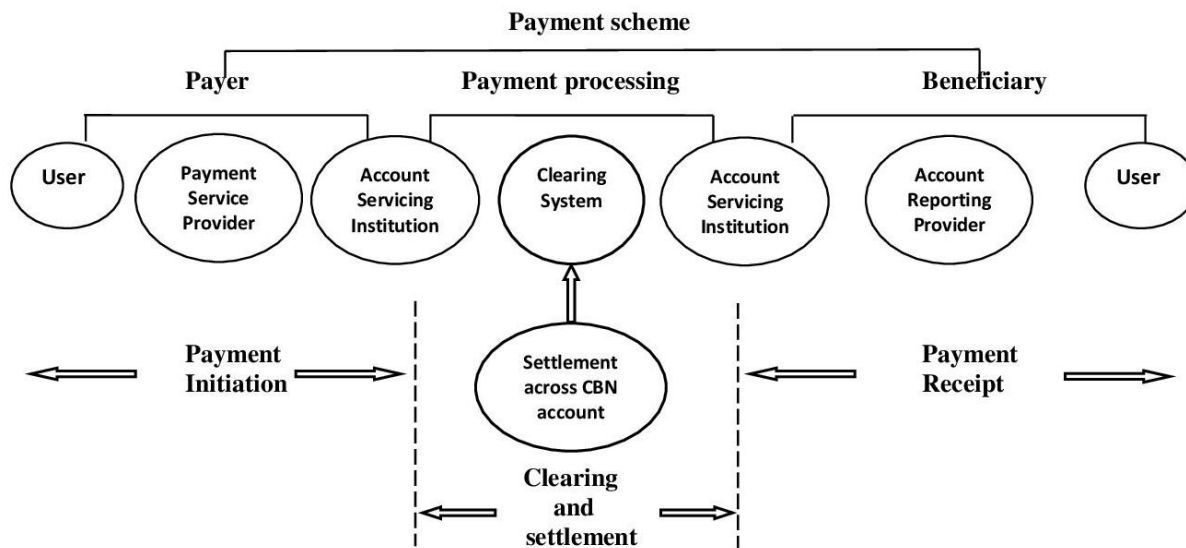 Payment scheme
Payer
Payment processing
Beneficiary
User
Payment
Service
Provider
Account
Servicing
Institution
Clearing
System
Account
Servicing
Institution
Account
Reporting
Provider
User
Payment
Initiation
Settlement
across CBN
account
Payment
Receipt
Clearing
and
settlement